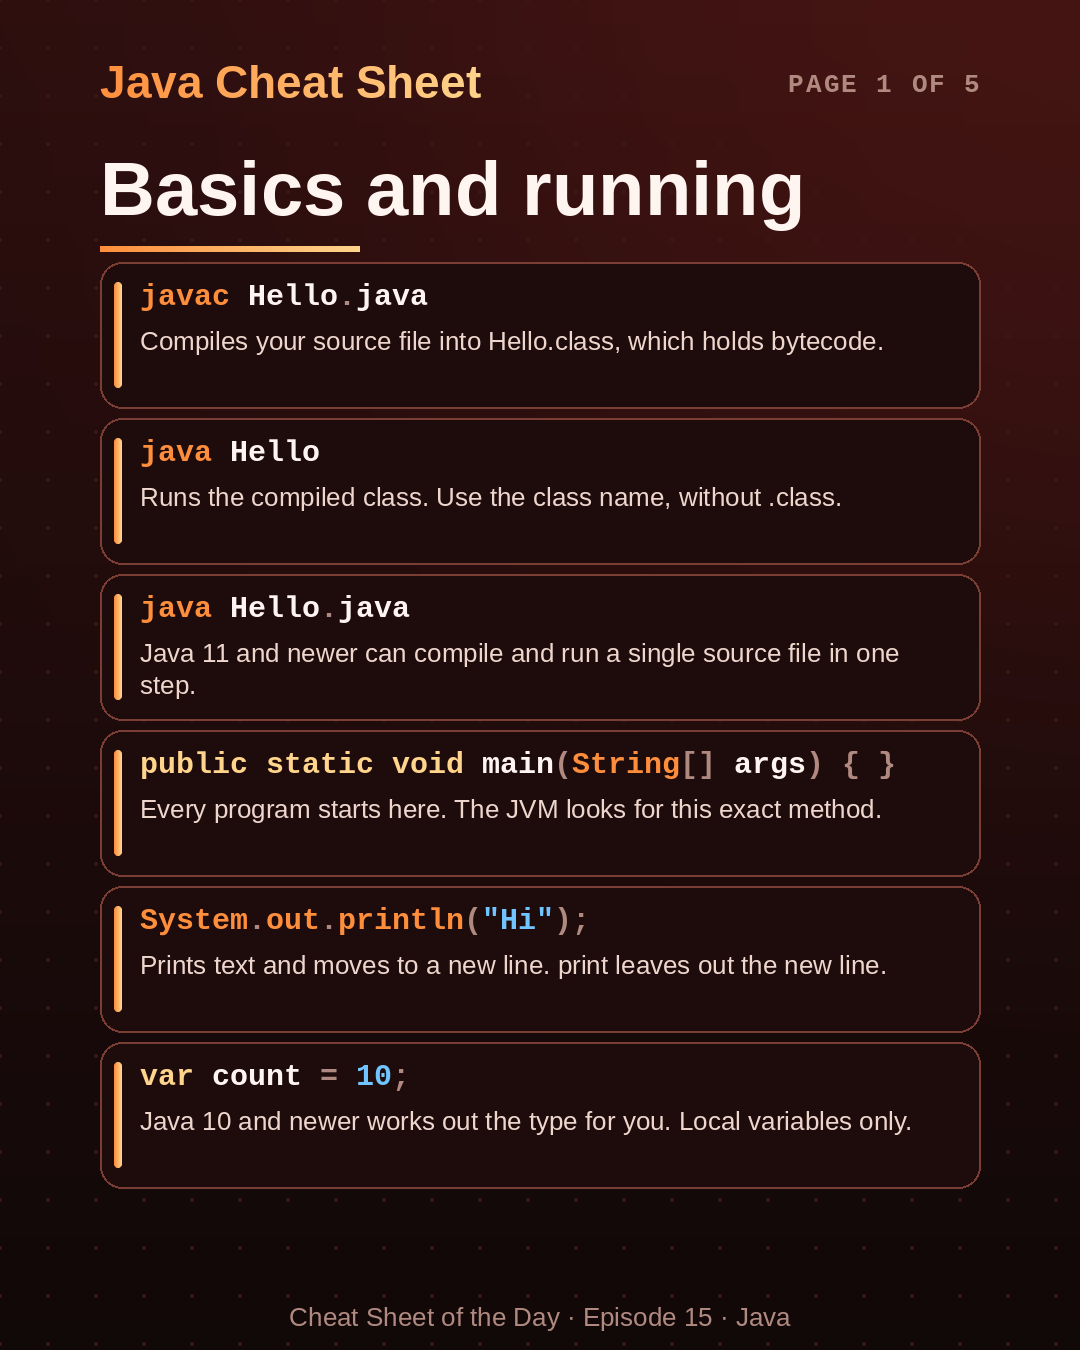 Java Cheat Sheet
PAGE 1 OF 5
Basics and running
javac Hello.java
Compiles your source file into Hello.class, which holds bytecode.
java Hello
Runs the compiled class. Use the class name, without .class.
java Hello.java
Java 11 and newer can compile and run a single source file in one
step.
public static void main(String[] args) { }
Every program starts here. The JVM looks for this exact method.
System.out.println("Hi");
Prints text and moves to a new line. print leaves out the new line.
var count = 10;
Java 10 and newer works out the type for you. Local variables only.
Cheat Sheet of the Day · Episode 15 · Java